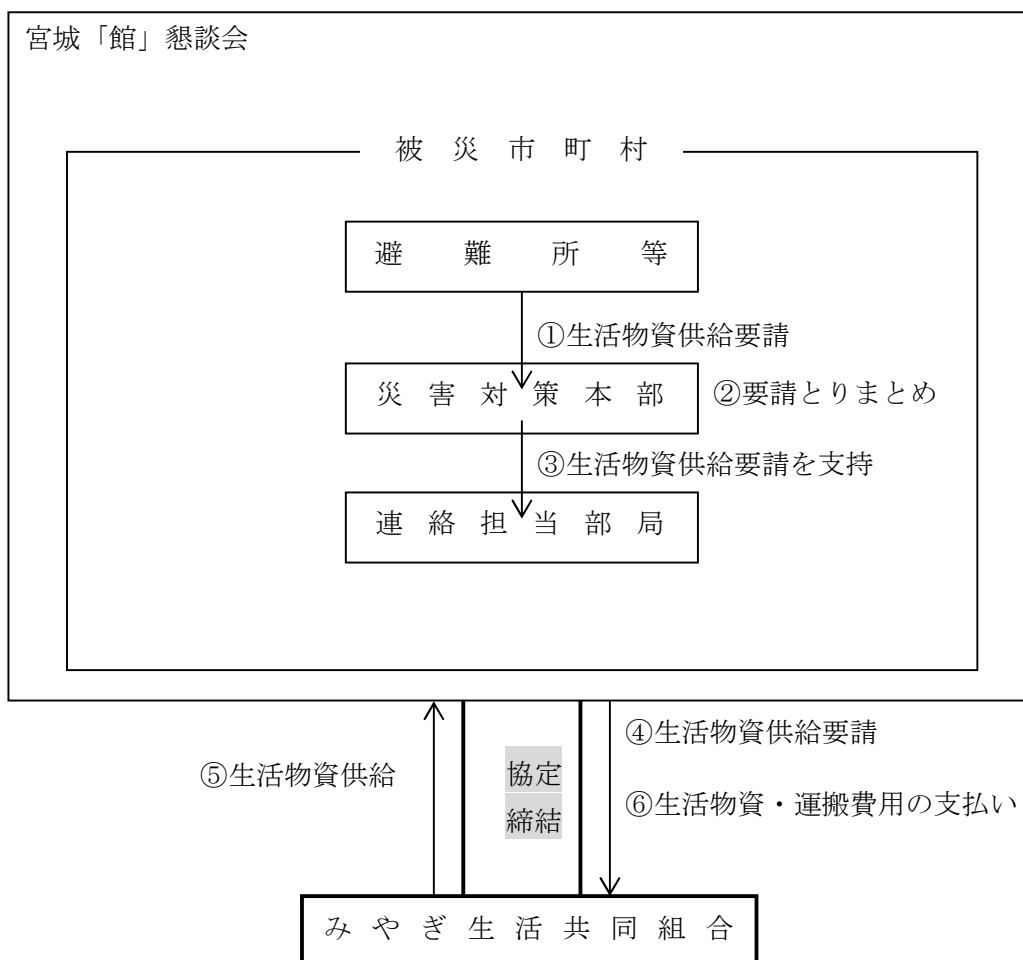 宮城「館」懇談会
被災市町村
避難所等
①生活物資供給要請
災害対策本部
②要請とりまとめ
③生活物資供給要請を支持
連絡担当部局
④生活物資供給要請
⑤生活物資供給
協定
締結
⑥生活物資・運搬費用の支払い
みやぎ生活共同組合